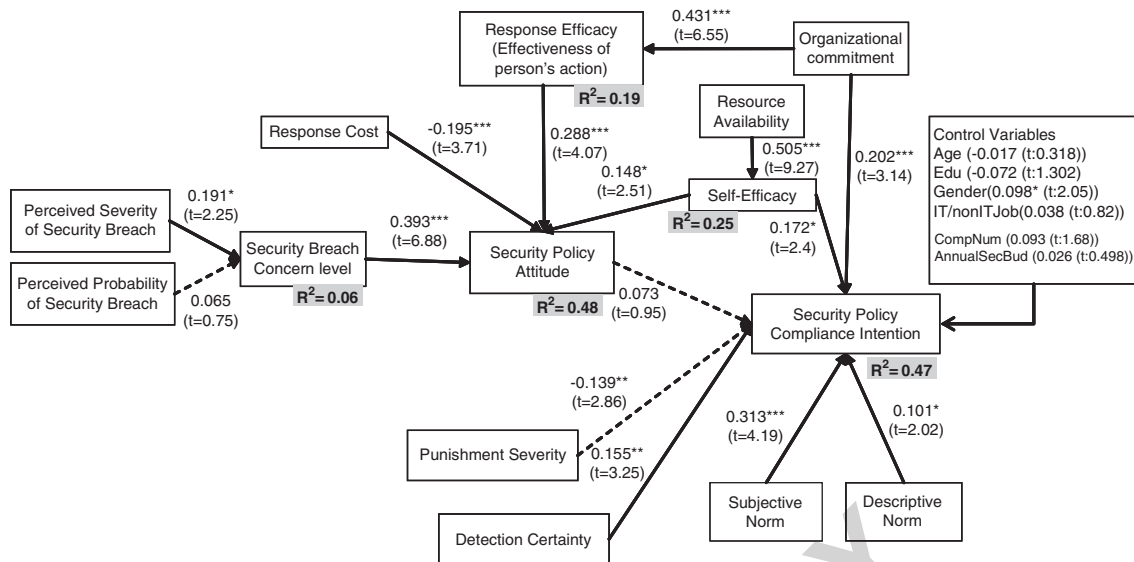 0.431***
(t=6.55)
Response Efficacy
(Effectiveness of
person's action)
R²= 0.19
Organizational
commitment
Resource
Availability
Response Cost
-0.195***
(t=3.71)
0.288***
(t=4.07)
0.505***
(t=9.27)
0.148*
(t=2.51)
Self-Efficacy
R²= 0.25
0.202***
(t=3.14)
0.172*
(t=2.4)
Control Variables
Age (-0.017 (t:0.318))
Edu (-0.072 (t:1.302)
Gender(0.098* (t:2.05))
IT/nonITJob(0.038 (t:0.82))
CompNum (0.093 (t:1.68))
AnnualSecBud (0.026 (t:0.498))
Perceived Severity
of Security Breach
0.191*
(t=2.25)
Perceived Probability
of Security Breach
0.065
(t=0.75)
Security Breach
Concern level
R²= 0.06
0.393***
(t=6.88)
Security Policy
Attitude
R²= 0.48
0.073
(t=0.95)
Security Policy
Compliance Intention
R²= 0.47
-0.139**
(t=2.86)
Punishment Severity
0.155**
(t=3.25)
Detection Certainty
0.313***
(t=4.19)
0.101*
(t=2.02)
Subjective
Norm
Descriptive
Norm